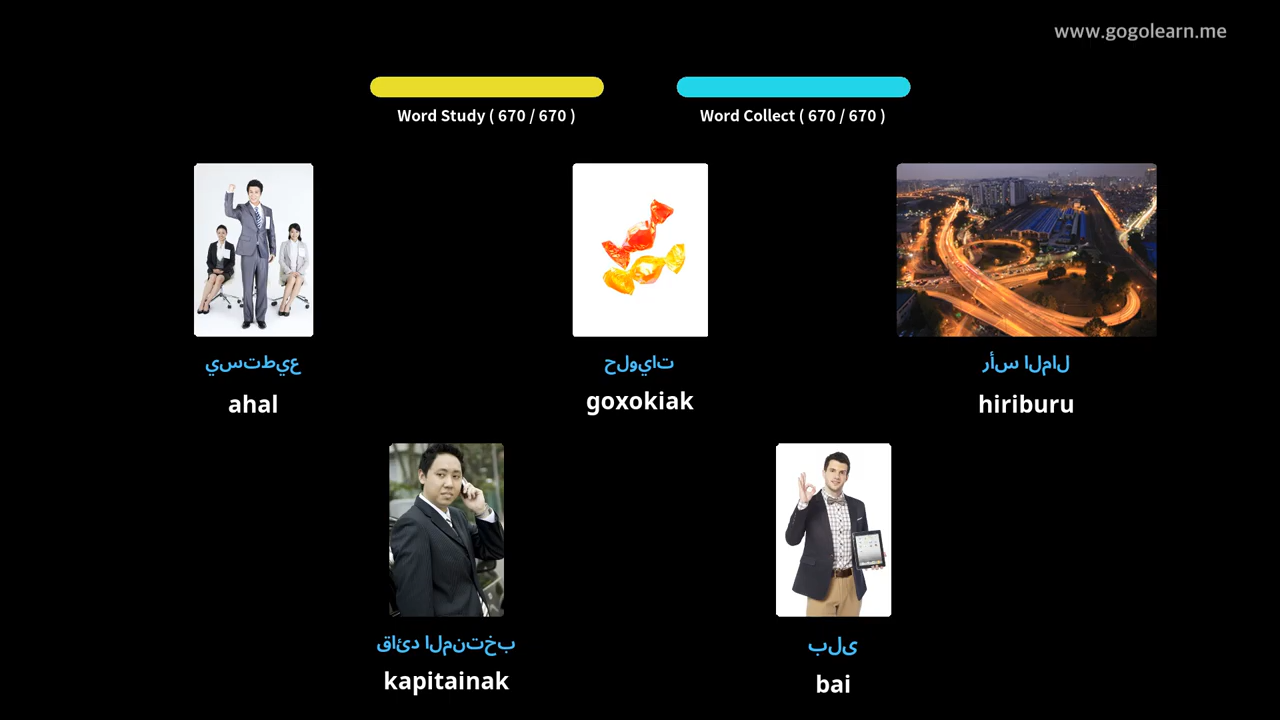 www.gogolearn.me
Word Study ( 670 / 670 )
Word Collect ( 670 / 670 )
يستطيع
حلويات
رأس المال
ahal
goxokiak
hiriburu
قائد المنتخب
بلى
kapitainak
bai